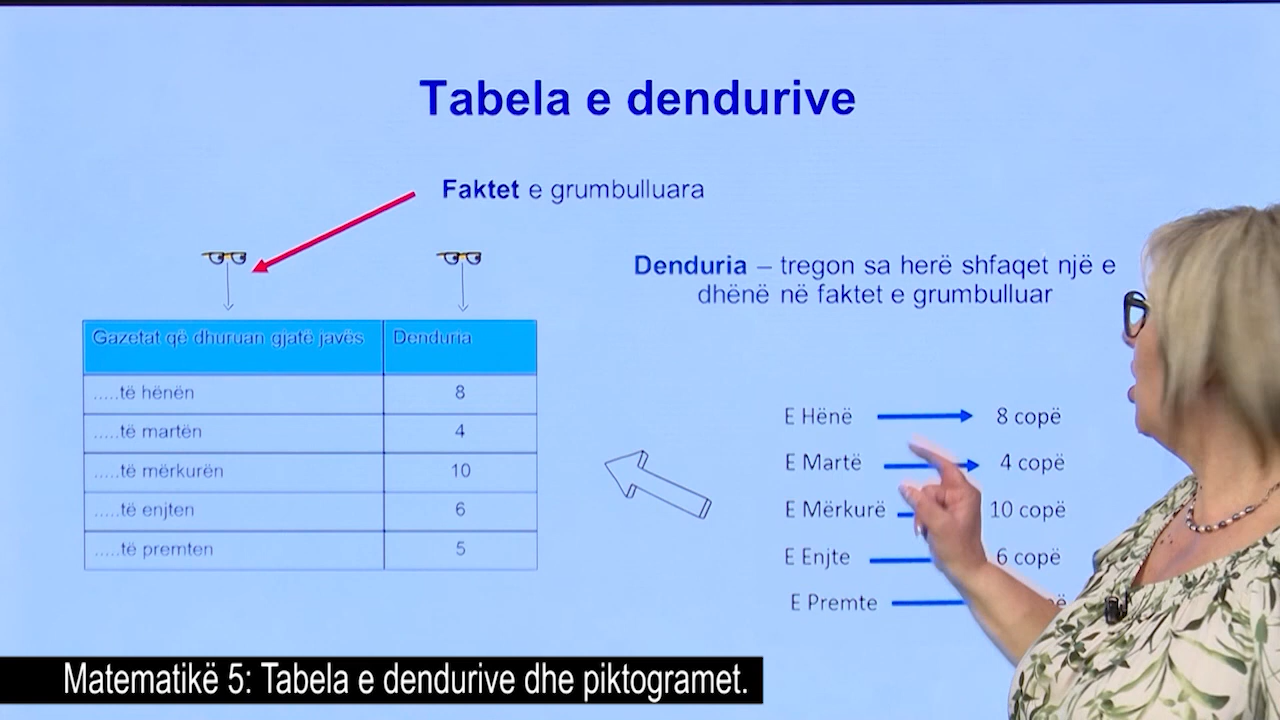 Tabela e dendurive
Faktet e grumbulluara
Denduria – tregon sa herë shfaqet një e
dhënë në faktet e grumbulluar
Gazetat që dhuruan gjatë javës Denduria
.....të hënën 8
.....të martën 4
.....të mërkurën 10
.....të enjten 6
.....të premten 5
E Hënë 8 copë
E Martë 4 copë
E Mërkurë 10 copë
E Enjte 6 copë
E Premte
Matematikë 5: Tabela e dendurive dhe piktogramet.